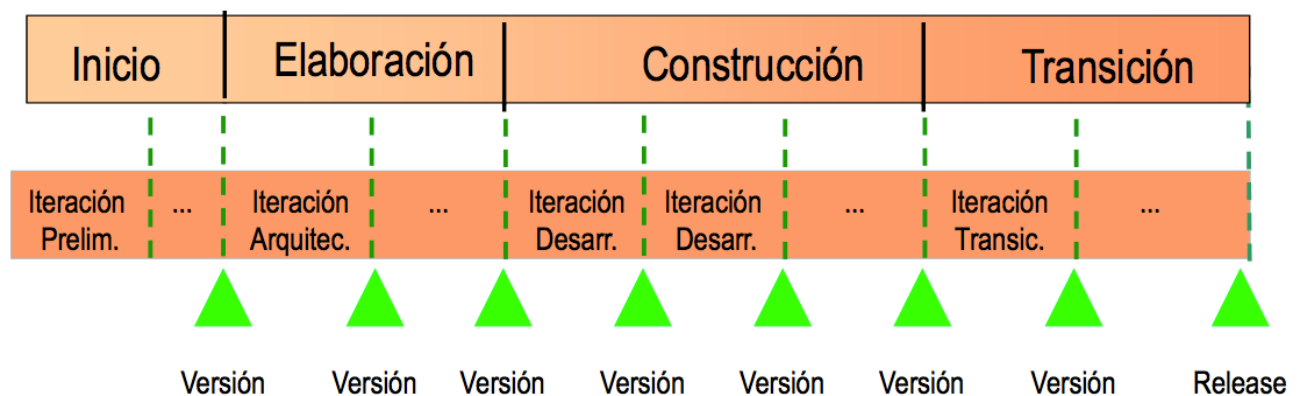 Inicio Elaboración Construcción Transición
Iteración ... Iteración ... Iteración Iteración ... Iteración ...
Prelim. Arquitec. Desarr. Desarr. Transic.
Versión Versión Versión Versión Versión Versión Versión Release